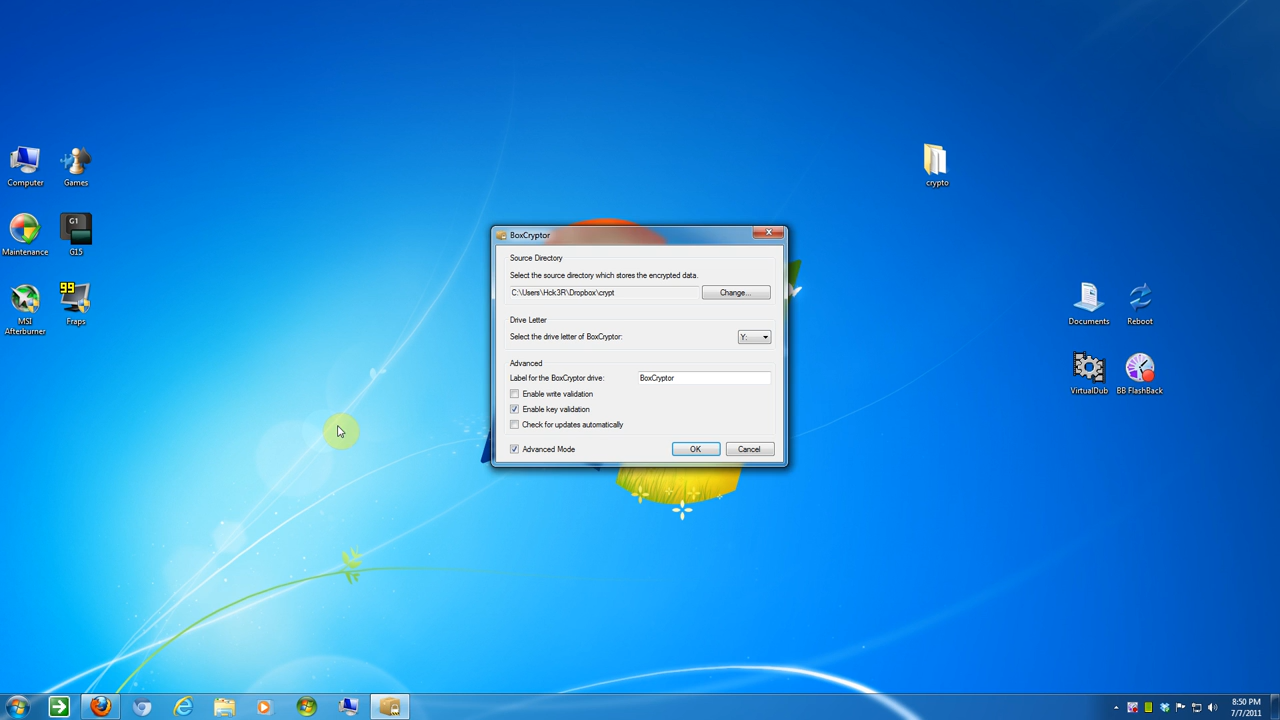 Computer
Games
Maintenance
G1
G15
99
MSI
Afterburner
Fraps
crypto
Documents
Reboot
VirtualDub
BB FlashBack
BoxCryptor
Source Directory
Select the source directory which stores the encrypted data.
C:\Users\Hck3R\Dropbox\crypt
Change...
Drive Letter
Select the drive letter of BoxCryptor:
Y:
Advanced
Label for the BoxCryptor drive:
BoxCryptor
Enable write validation
Enable key validation
Check for updates automatically
Advanced Mode
OK
Cancel
8:50 PM
7/7/2011